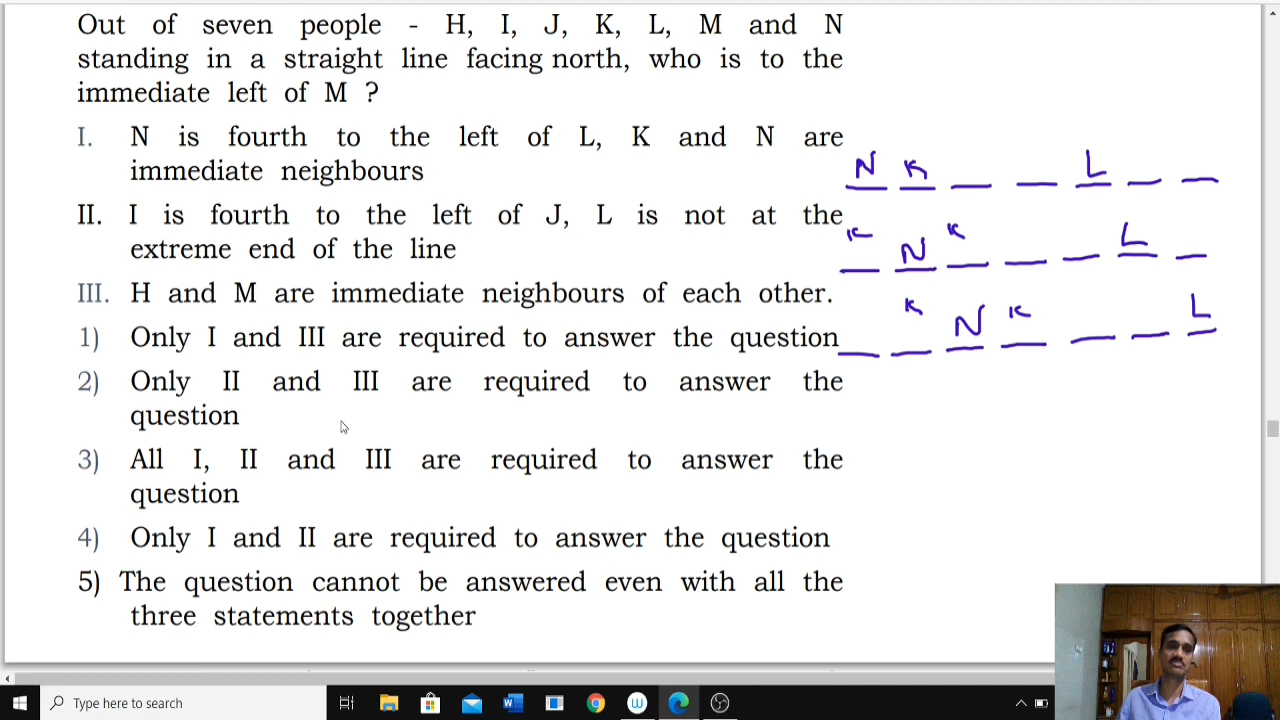 Out of seven people - H, I, J, K, L, M and N
standing in a straight line facing north, who is to the
immediate left of M ?
I. N is fourth to the left of L, K and N are
immediate neighbours
II. I is fourth to the left of J, L is not at the
extreme end of the line
III. H and M are immediate neighbours of each other.
1) Only I and III are required to answer the question
2) Only II and III are required to answer the
question
3) All I, II and III are required to answer the
question
4) Only I and II are required to answer the question
5) The question cannot be answered even with all the
three statements together
N K L
K N K L
K N K L
Type here to search